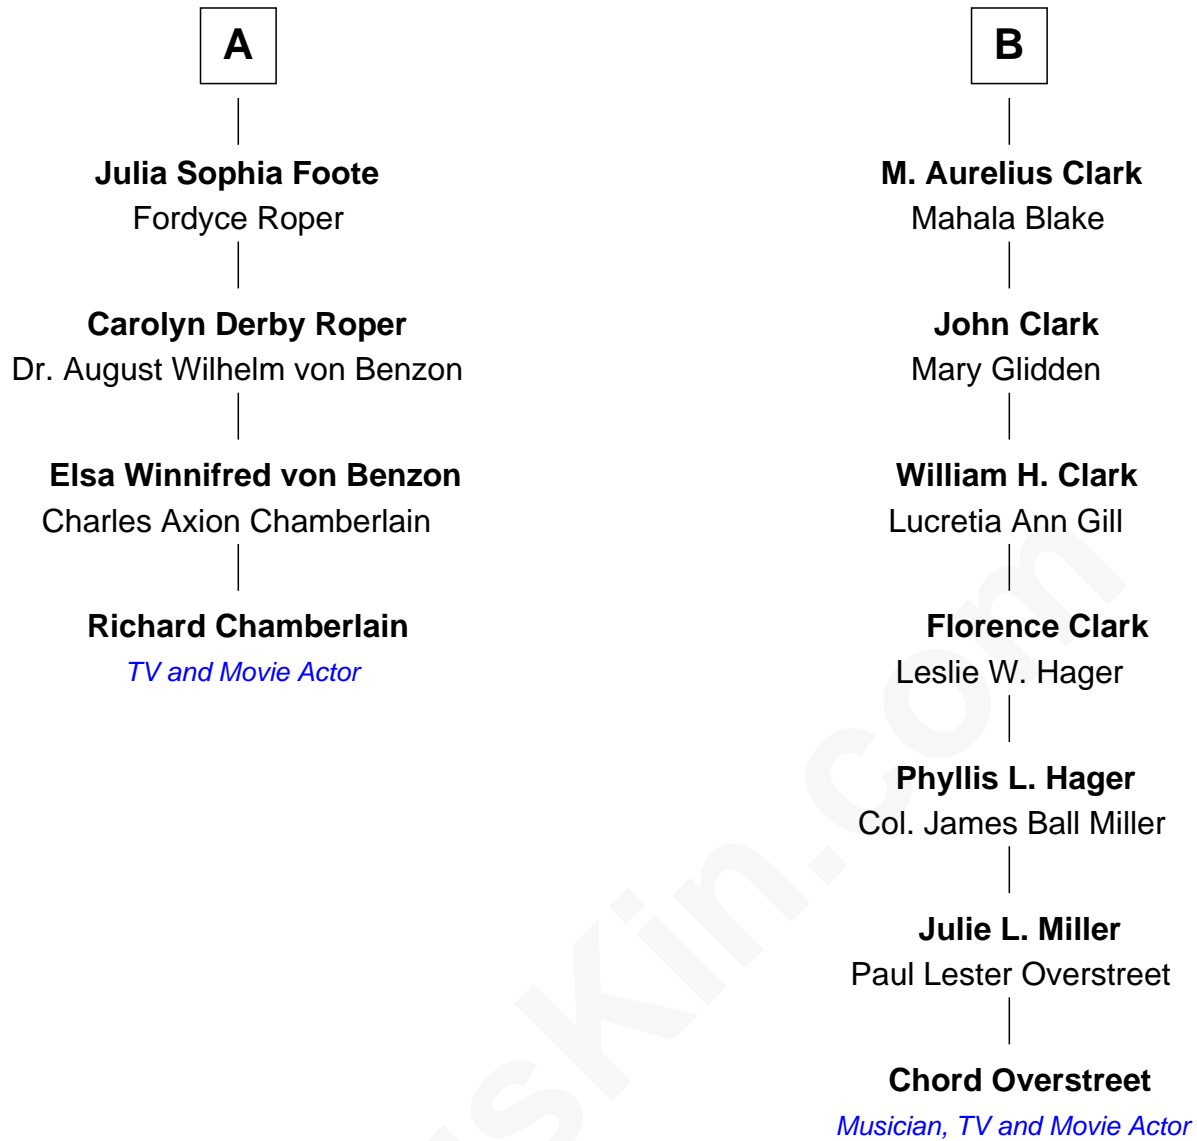 A
Julia Sophia Foote
Fordyce Roper
Carolyn Derby Roper
Dr. August Wilhelm von Benzon
Elsa Winnifred von Benzon
Charles Axion Chamberlain
Richard Chamberlain
TV and Movie Actor
B
M. Aurelius Clark
Mahala Blake
John Clark
Mary Glidden
William H. Clark
Lucretia Ann Gill
Florence Clark
Leslie W. Hager
Phyllis L. Hager
Col. James Ball Miller
Julie L. Miller
Paul Lester Overstreet
Chord Overstreet
Musician, TV and Movie Actor